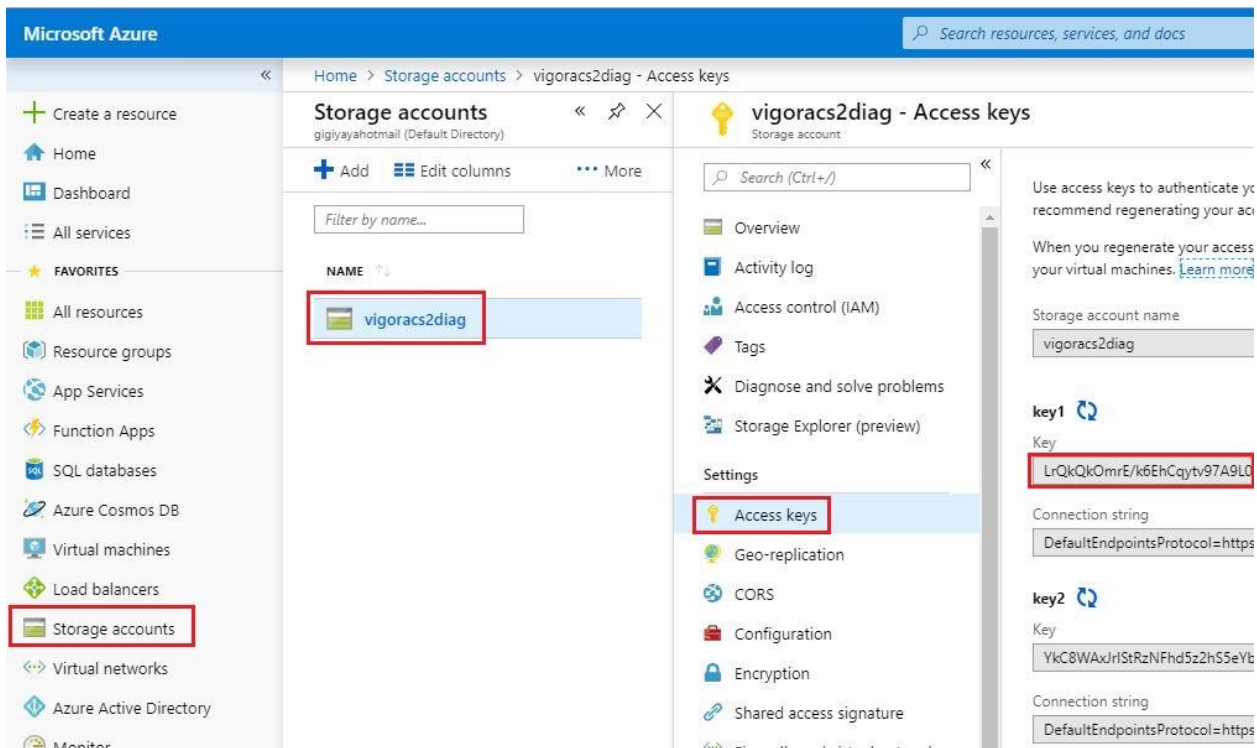 Microsoft Azure
Search resources, services, and docs
«
Home > Storage accounts > vigoracs2diag - Access keys
Create a resource
Home
Dashboard
All services
FAVORITES
All resources
Resource groups
App Services
Function Apps
SQL databases
Azure Cosmos DB
Virtual machines
Load balancers
Storage accounts
Virtual networks
Azure Active Directory
Monitor
Storage accounts
gigiyayahotmail (Default Directory)
« 
Add Edit columns ••• More
Filter by name...
NAME
vigoracs2diag
vigoracs2diag - Access keys
Storage account
Search (Ctrl+/)
«
Overview
Activity log
Access control (IAM)
Tags
Diagnose and solve problems
Storage Explorer (preview)
Settings
Access keys
Geo-replication
CORS
Configuration
Encryption
Shared access signature
Use access keys to authenticate yo
recommend regenerating your acc
When you regenerate your access
your virtual machines. Learn more
Storage account name
vigoracs2diag
key1
Key
LrQkQkOmrE/k6EhCqytv97A9L0
Connection string
DefaultEndpointsProtocol=https
key2
Key
YkC8WAxJrIStRzNFhd5z2hS5eYb
Connection string
DefaultEndpointsProtocol=https